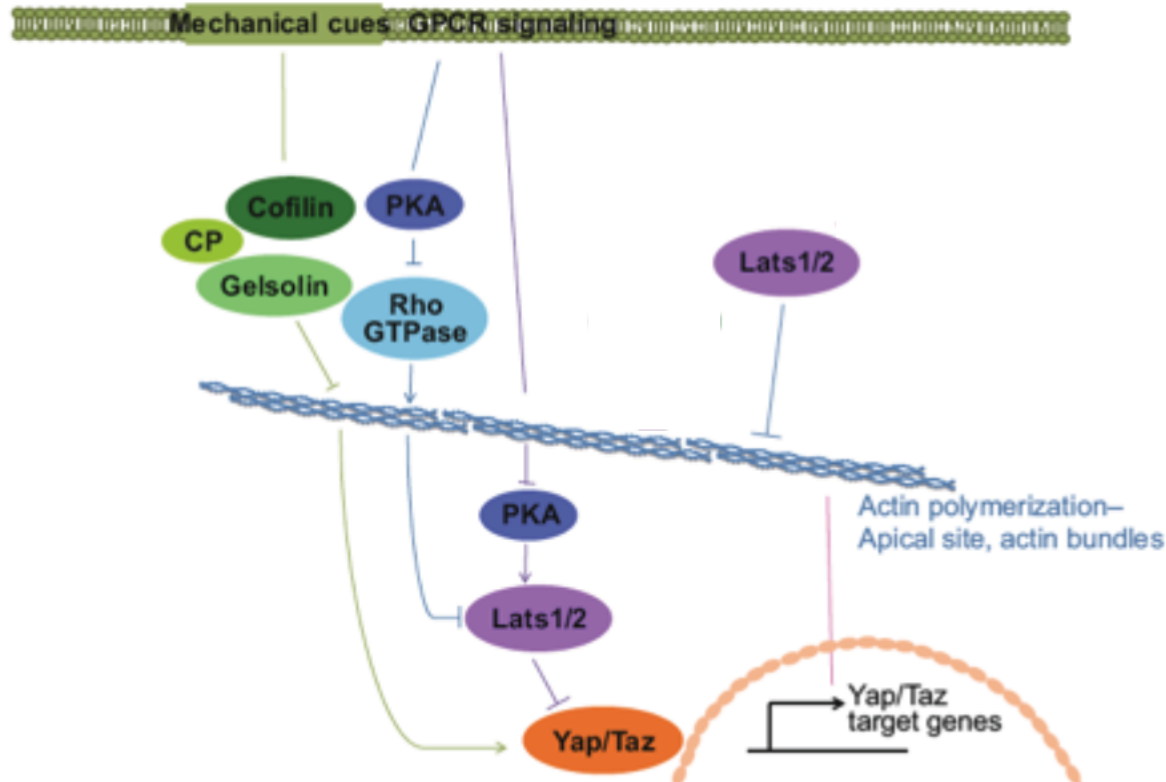 Mechanical cues GPCR signaling
Cofilin
PKA
CP
Gelsolin
Rho
GTPase
Lats1/2
Actin polymerization–
Apical site, actin bundles
PKA
Lats1/2
Yap/Taz
Yap/Taz
target genes